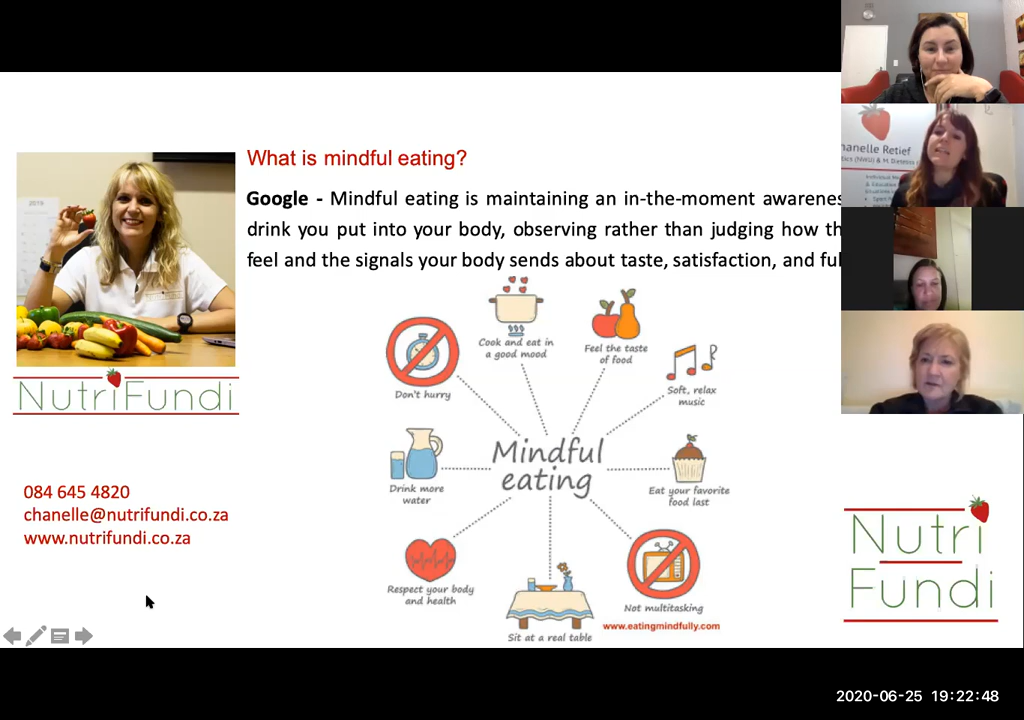 What is mindful eating?
Google - Mindful eating is maintaining an in-the-moment
drink you put into your body, observing rather than judging how
feel and the signals your body sends about taste, satisfaction, and
Cook and eat in
a good mood
Feel the taste
of food
Don't hurry
Soft, relax
music
Mindful
eating
Drink more
water
Eat your favorite
food last
Respect your body
and health
Sit at a real table
Not multitasking
www.eatingmindfully.com
NutriFundi
084 645 4820
chanelle@nutrifundi.co.za
www.nutrifundi.co.za
Nutri
Fundi
Retief
2019
2020-06-25 19:22:48